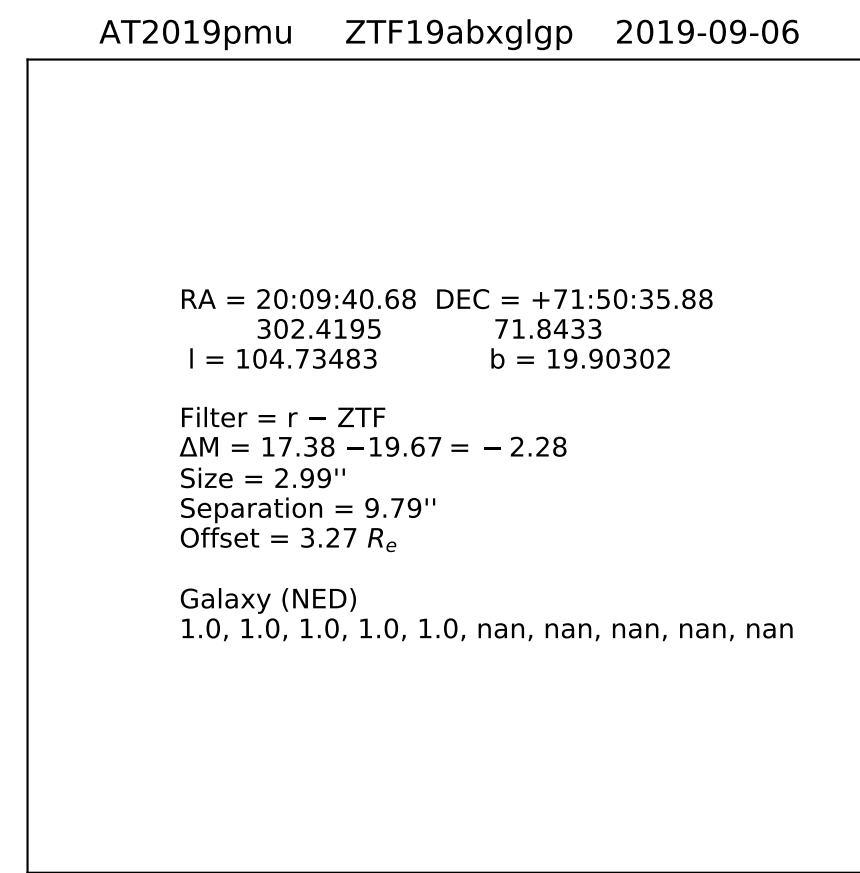 AT2019pmu ZTF19abxglgp 2019-09-06
RA = 20:09:40.68 DEC = +71:50:35.88
302.4195 71.8433
l = 104.73483 b = 19.90302
Filter = r − ZTF
ΔM = 17.38 −19.67 = − 2.28
Size = 2.99''
Separation = 9.79''
Offset = 3.27 Re
Galaxy (NED)
1.0, 1.0, 1.0, 1.0, 1.0, nan, nan, nan, nan, nan